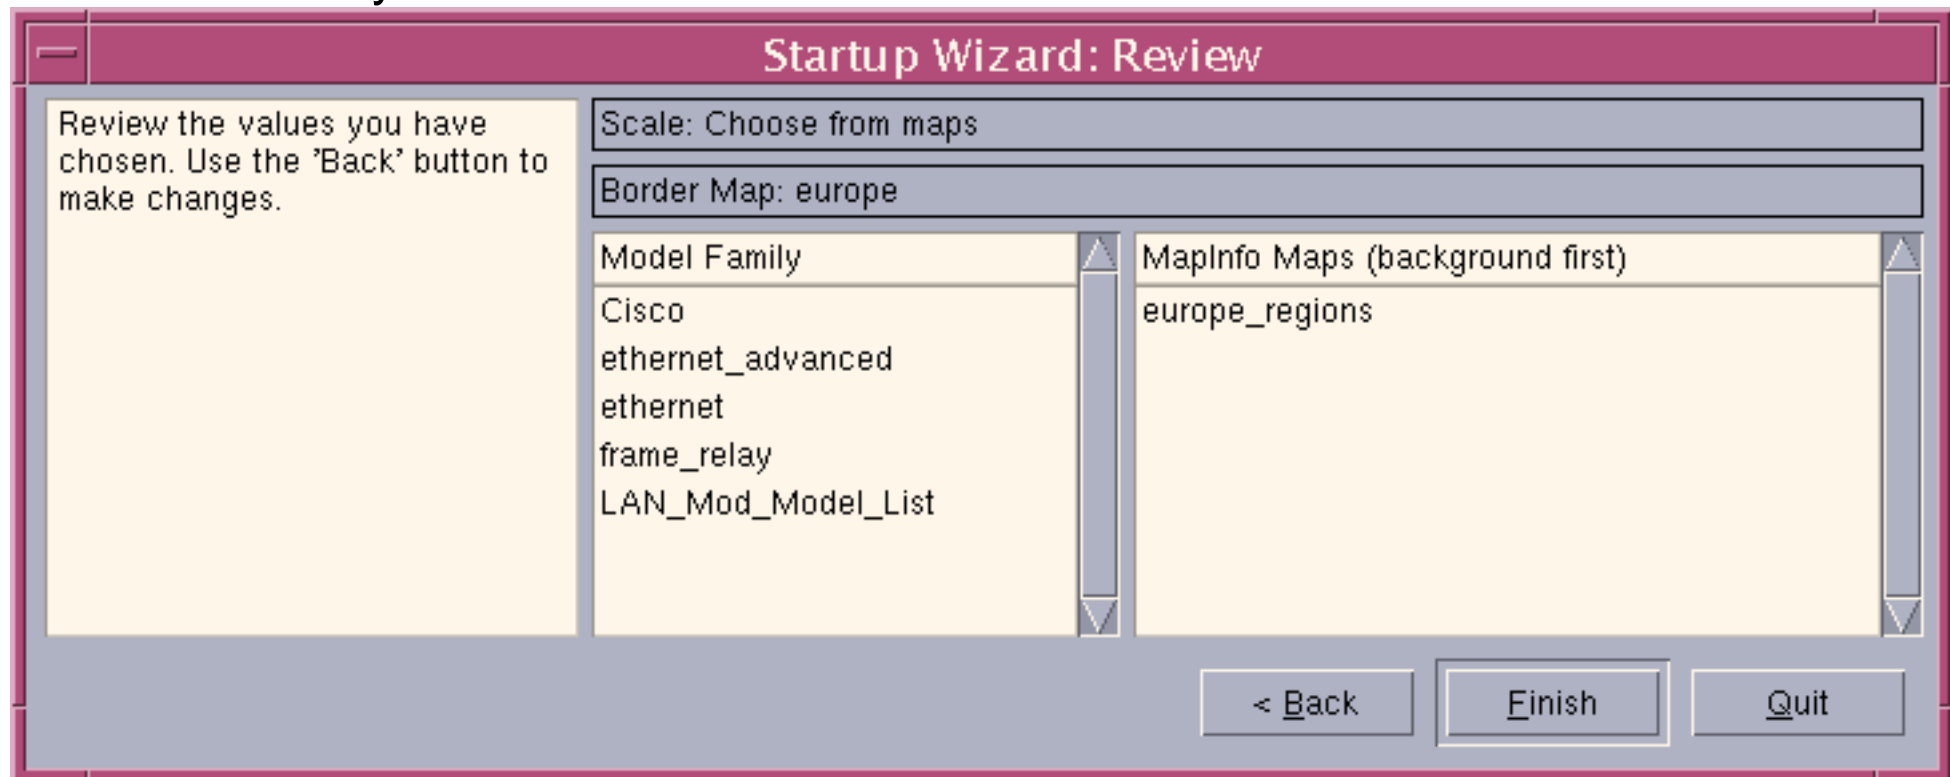 Startup Wizard: Review
Review the values you have
chosen. Use the 'Back' button to
make changes.
Scale: Choose from maps
Border Map: europe
Model Family
Cisco
ethernet_advanced
ethernet
frame_relay
LAN_Mod_Model_List
MapInfo Maps (background first)
europe_regions
< Back
Finish
Quit